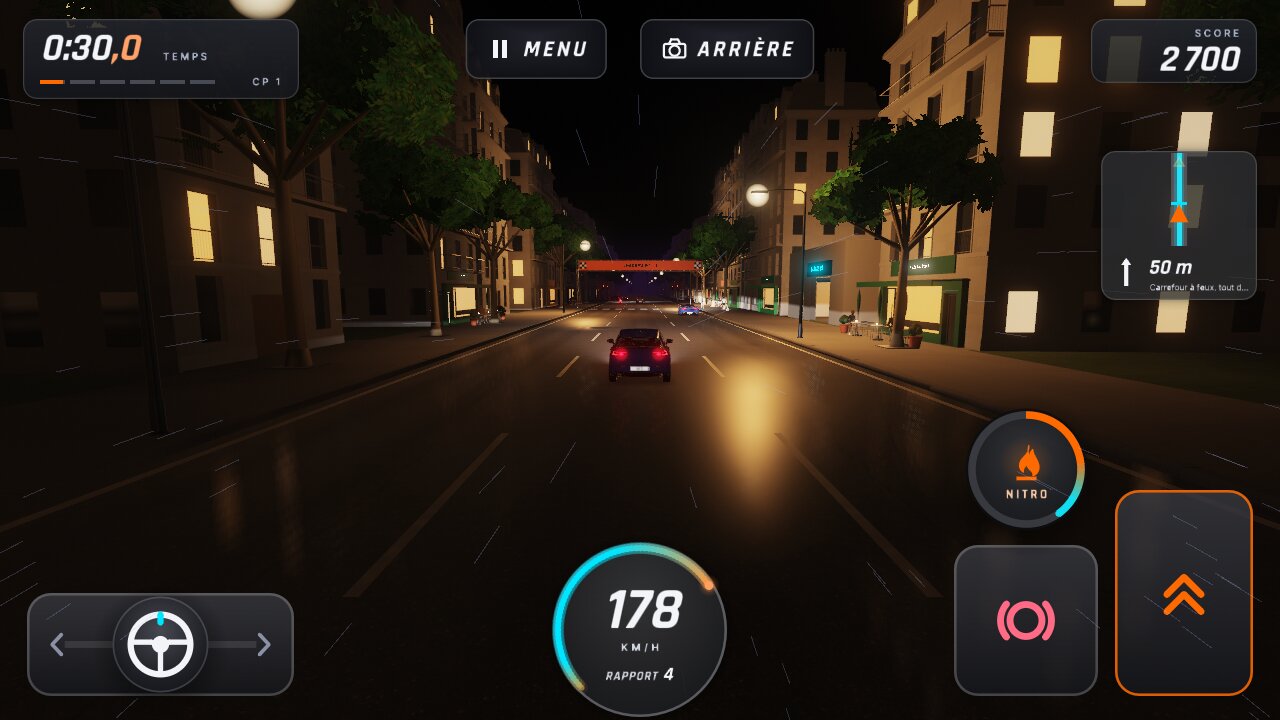 0:30,0 TEMPS
CP 1
MENU
ARRIÈRE
SCORE
2 700
50 m
Carrefour à feux, tout d...
NITRO
178
KM/H
RAPPORT 4